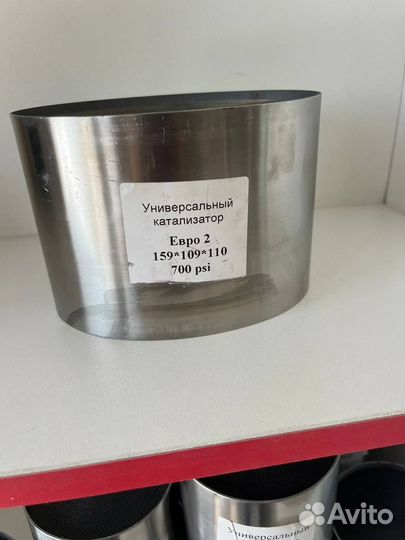 Универсальный
катализатор
Евро 2
159*109*110
700 psi
Универсальный
Avito